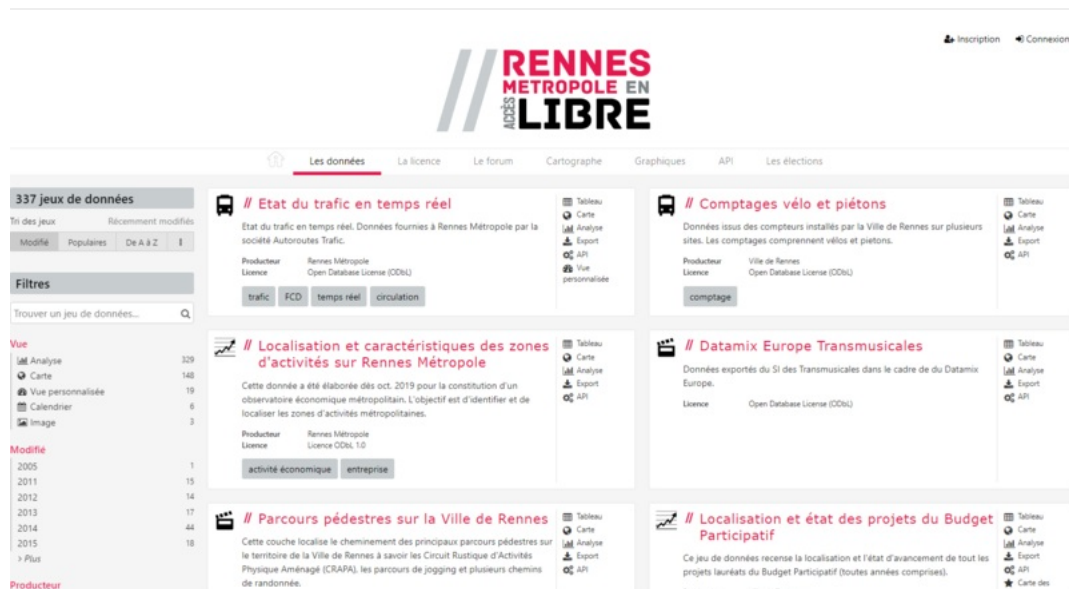 Inscription Connexion
RENNES
METROPOLE EN
ACCÈS
LIBRE
Les données La licence Le forum Cartographe Graphiques API Les élections
337 jeux de données
Tri des jeux Récemment modifiés
Modifié Populaires De A à Z
Filtres
Trouver un jeu de données...
Vue
Analyse 329
Carte 148
Vue personnalisée 19
Calendrier 6
Image 3
Modifié
2005 1
2011 15
2012 14
2013 17
2014 44
2015 18
> Plus
Producteur
// Etat du trafic en temps réel
Etat du trafic en temps réel. Données fournies à Rennes Métropole par la
société Autoroutes Trafic.
Producteur Rennes Métropole
Licence Open Database License (ODbL)
trafic FCD temps réel circulation
Tableau
Carte
Analyse
Export
API
Vue
personnalisée
// Comptages vélo et piétons
Données issus des compteurs installés par la Ville de Rennes sur plusieurs
sites. Les comptages comprennent vélos et pietons.
Producteur Ville de Rennes
Licence Open Database License (ODbL)
comptage
Tableau
Carte
Analyse
Export
API
// Localisation et caractéristiques des zones
d'activités sur Rennes Métropole
Cette donnée a été élaborée dés oct. 2019 pour la constitution d'un
observatoire économique métropolitain. L'objectif est d'identifier et de
localiser les zones d'activités métropolitaines.
Producteur Rennes Métropole
Licence Licence ODbL 1.0
activité économique entreprise
Tableau
Carte
Analyse
Export
API
// Datamix Europe Transmusicales
Données exportés du SI des Transmusicales dans le cadre de du Datamix
Europe.
Licence Open Database License (ODbL)
Tableau
Carte
Analyse
Export
API
// Parcours pédestres sur la Ville de Rennes
Cette couche localise le cheminement des principaux parcours pédestres sur
le territoire de la Ville de Rennes à savoir les Circuit Rustique d'Activités
Physique Aménagé (CRAPA), les parcours de jogging et plusieurs chemins
de randonnée.
Tableau
Carte
Analyse
Export
API
// Localisation et état des projets du Budget
Participatif
Ce jeu de données recense la localisation et l'état d'avancement de tout les
projets lauréats du Budget Participatif (toutes années comprises).
Tableau
Carte
Analyse
Export
API
Carte des